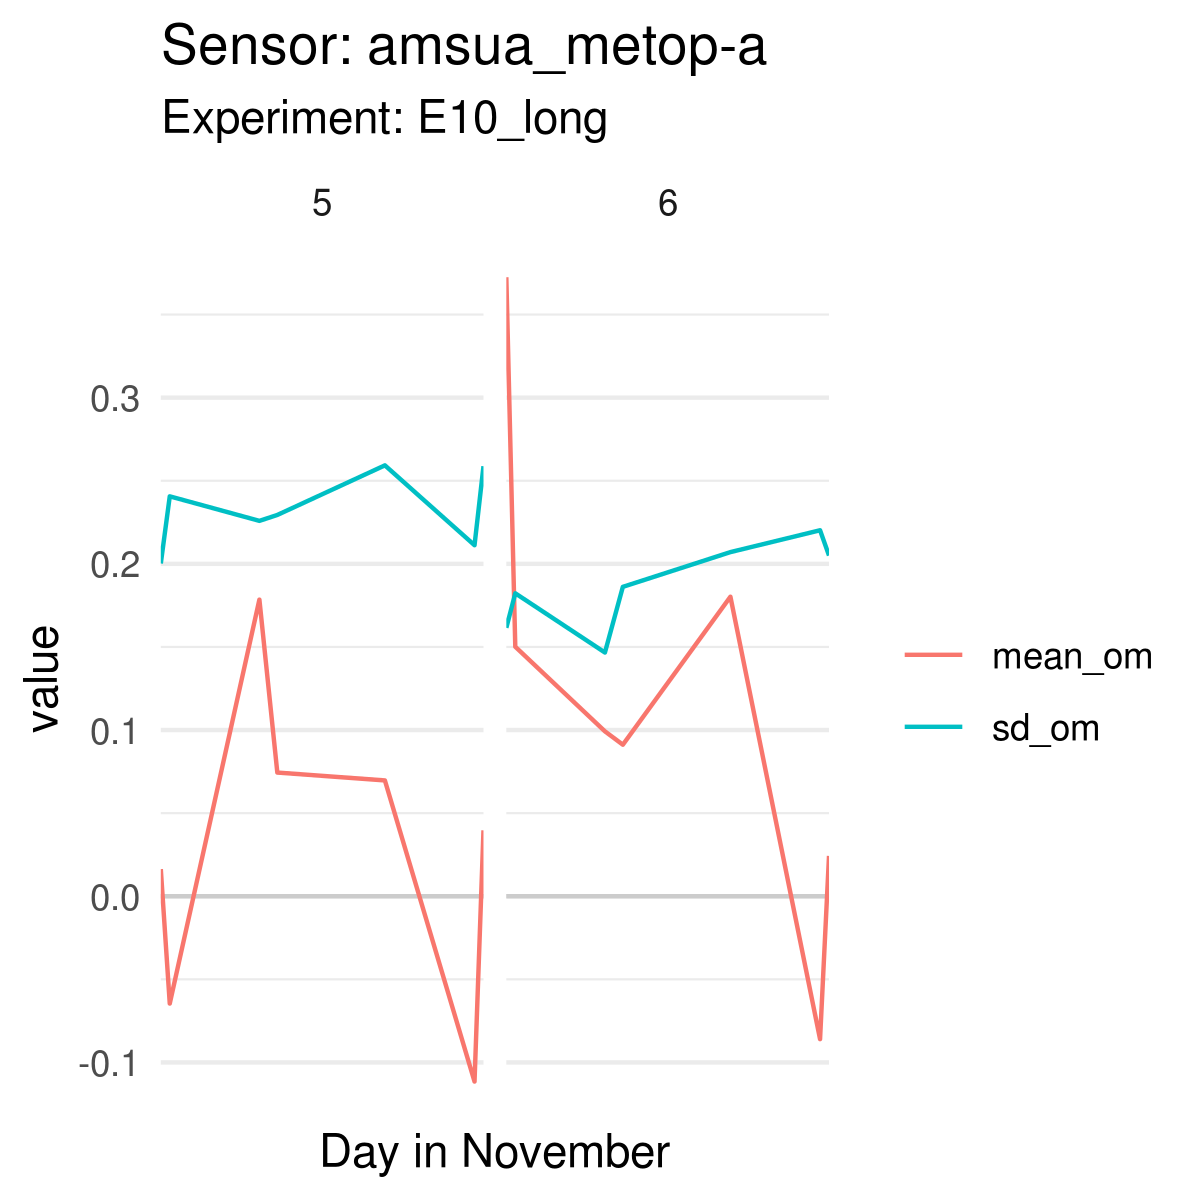 Sensor: amsua_metop-a
Experiment: E10_long
5
6
0.3
0.2
0.1
0.0
-0.1
value
mean_om
sd_om
Day in November